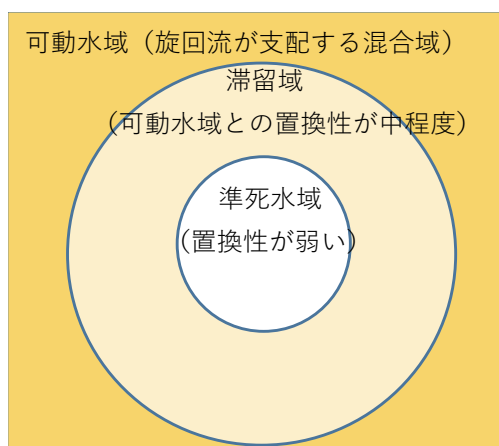 可動水域（旋回流が支配する混合域）
滞留域
（可動水域との置換性が中程度）
準死水域
（置換性が弱い）